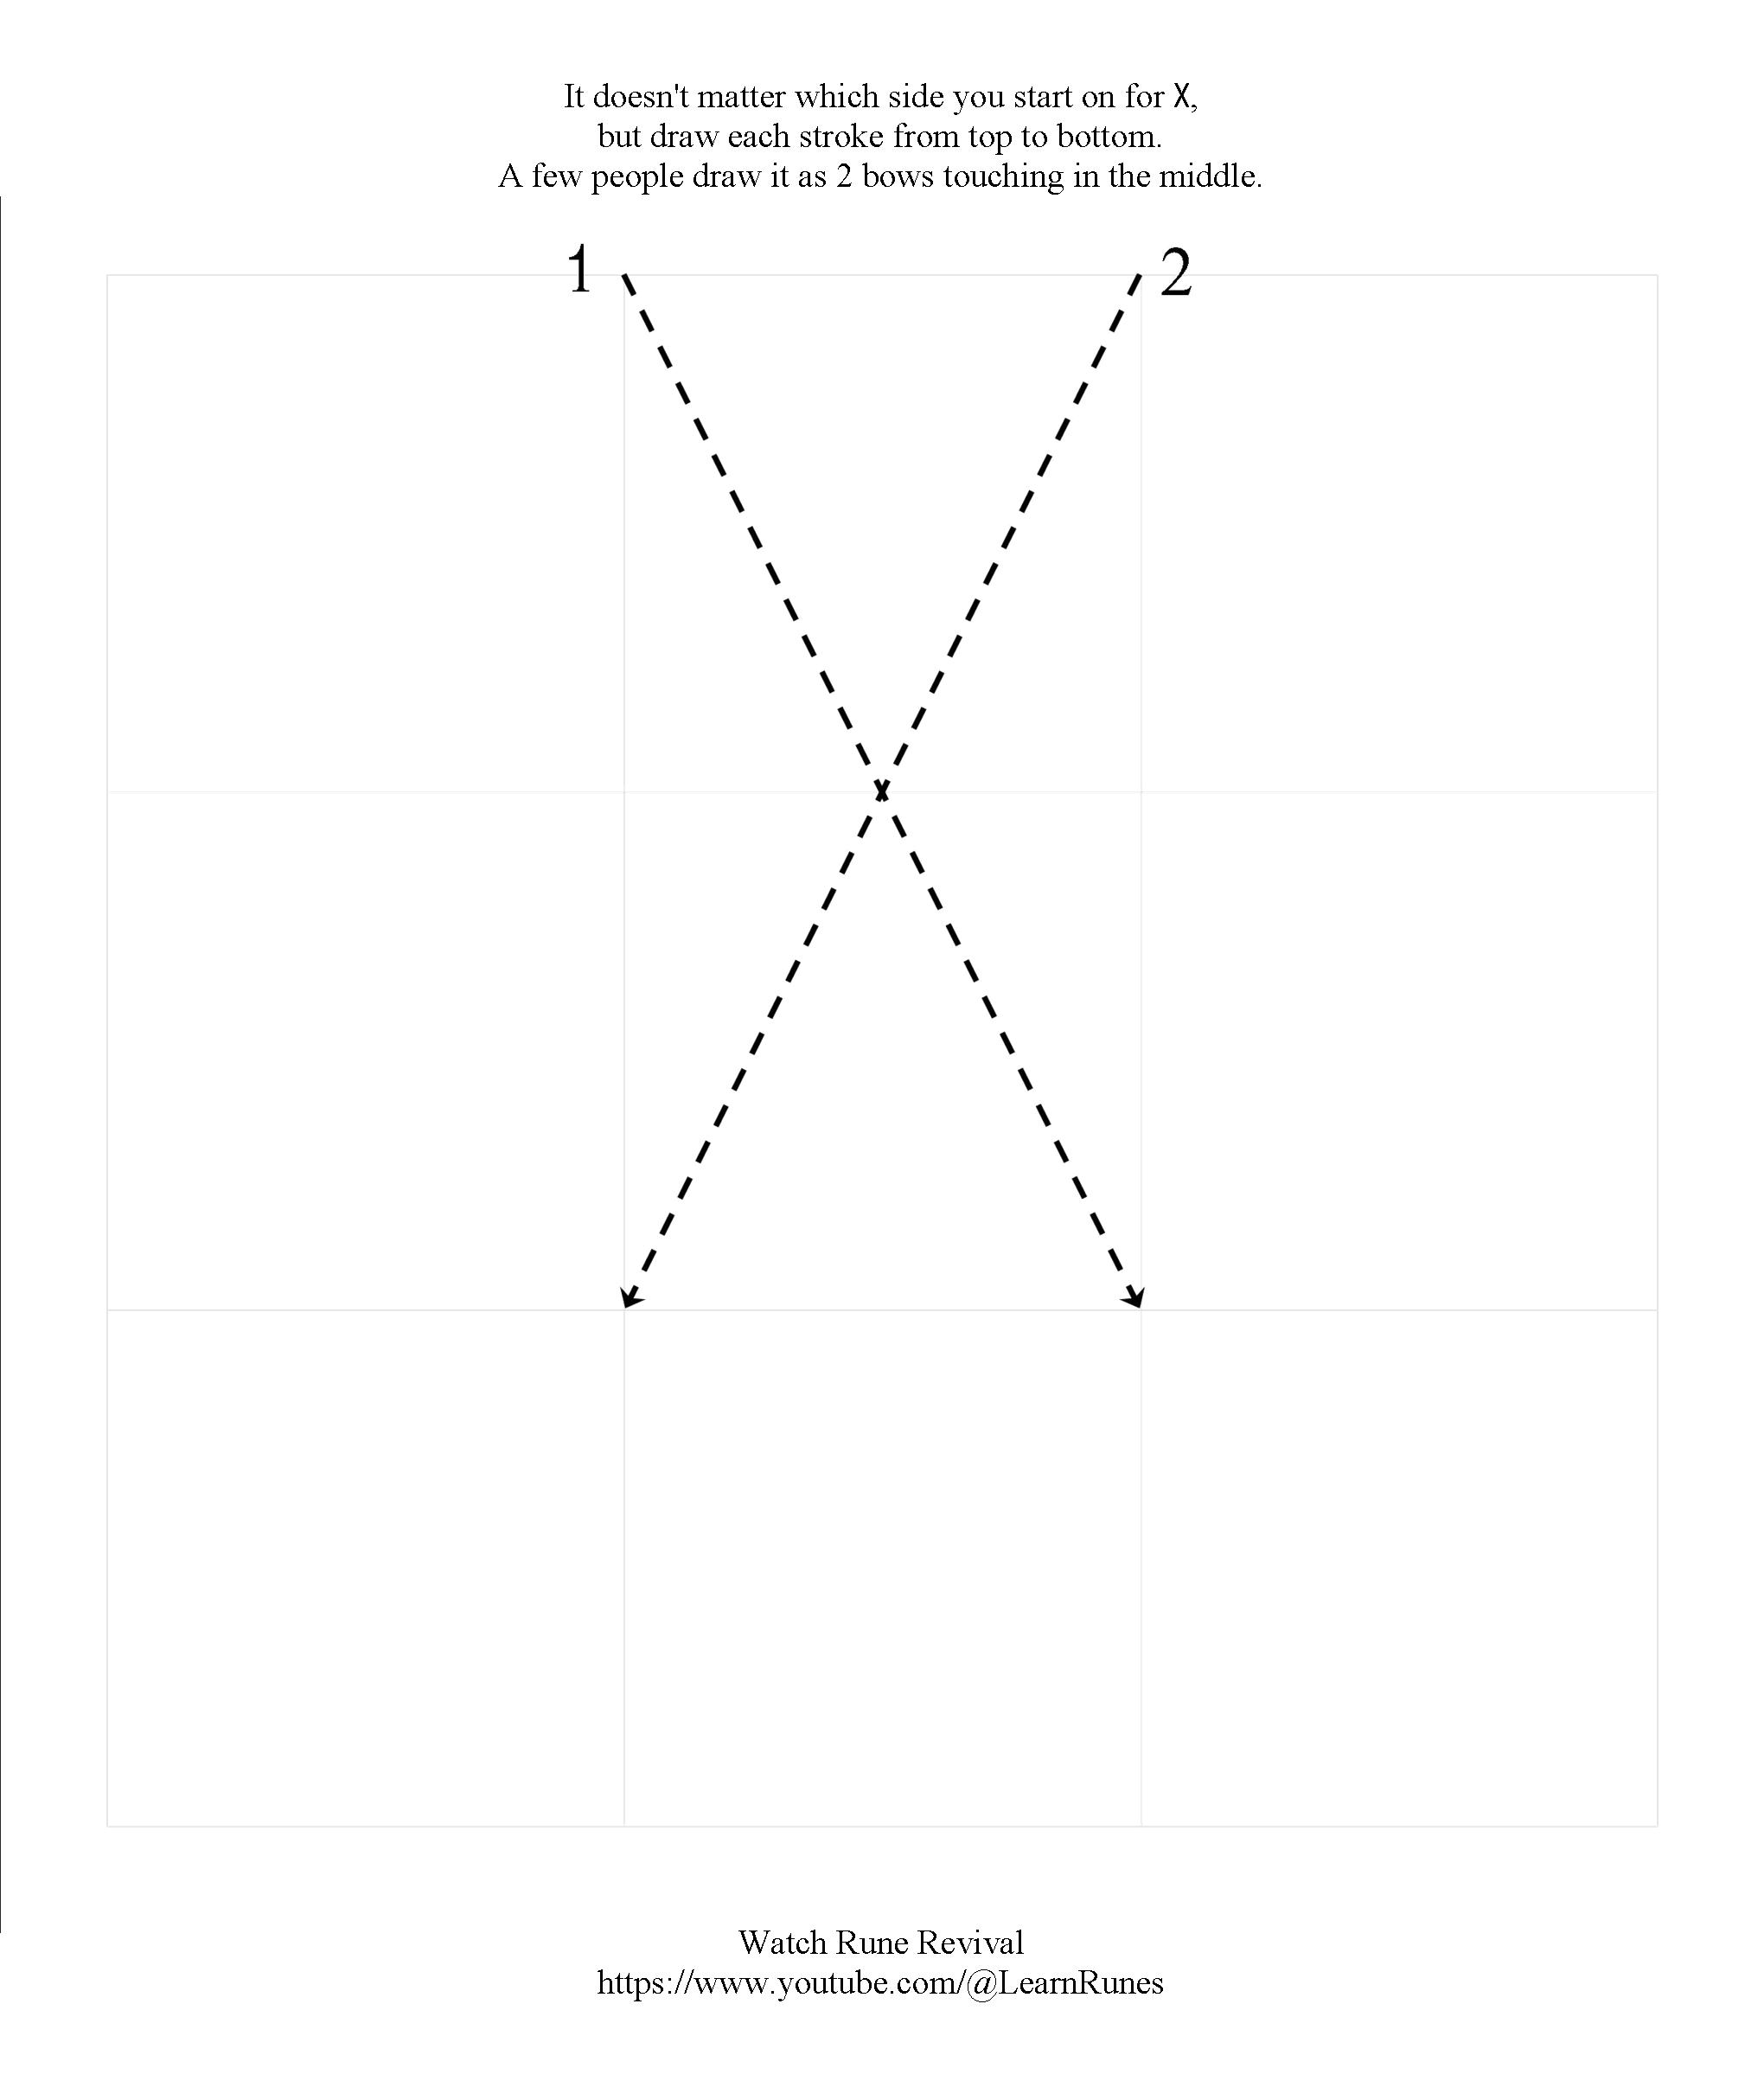 It doesn't matter which side you start on for ᚷ,
but draw each stroke from top to bottom.
A few people draw it as 2 bows touching in the middle.
1 2
Watch Rune Revival
https://www.youtube.com/@LearnRunes